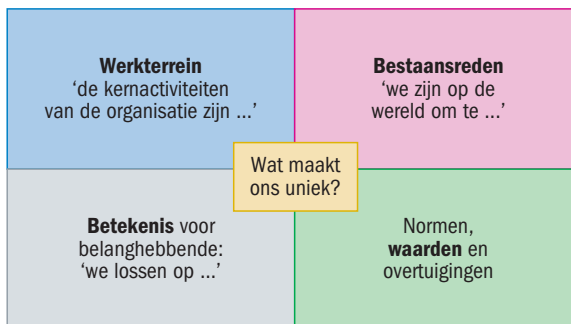 Werkterrein
‘de kernactiviteiten
van de organisatie zijn ...’
Bestaansreden
‘we zijn op de
wereld om te ...’
Wat maakt
ons uniek?
Betekenis voor
belanghebbende:
‘we lossen op ...’
Normen,
waarden en
overtuigingen